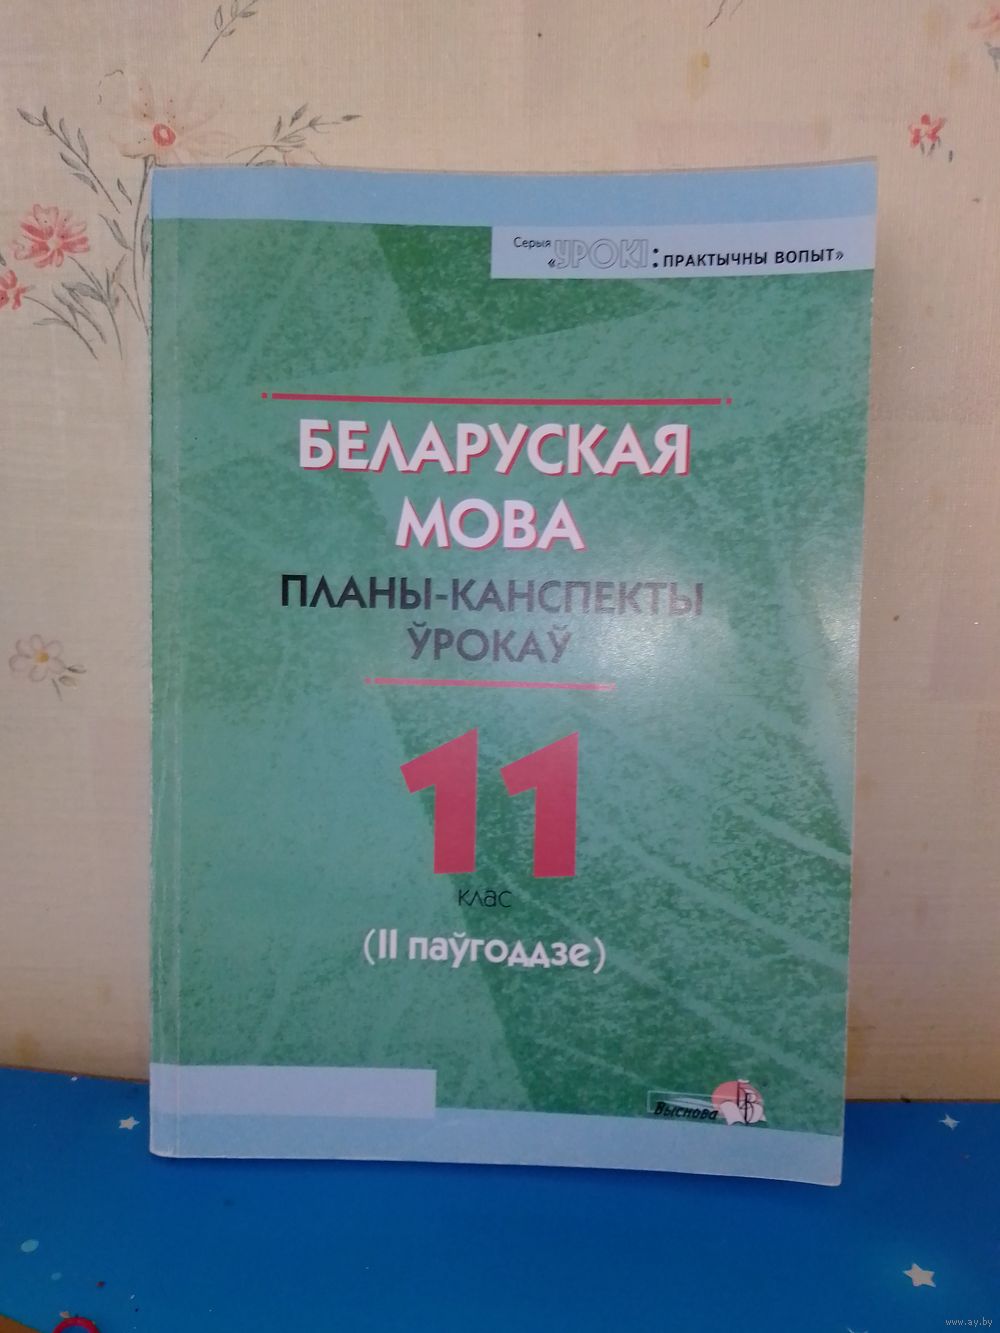 Серыя
«УРОКІ: ПРАКТЫЧНЫ ВОПЫТ»
БЕЛАРУСКАЯ
МОВА
ПЛАНЫ-КАНСПЕКТЫ
ЎРОКАЎ
11
клас
(II паўгоддзе)
Выснова
www.ay.by